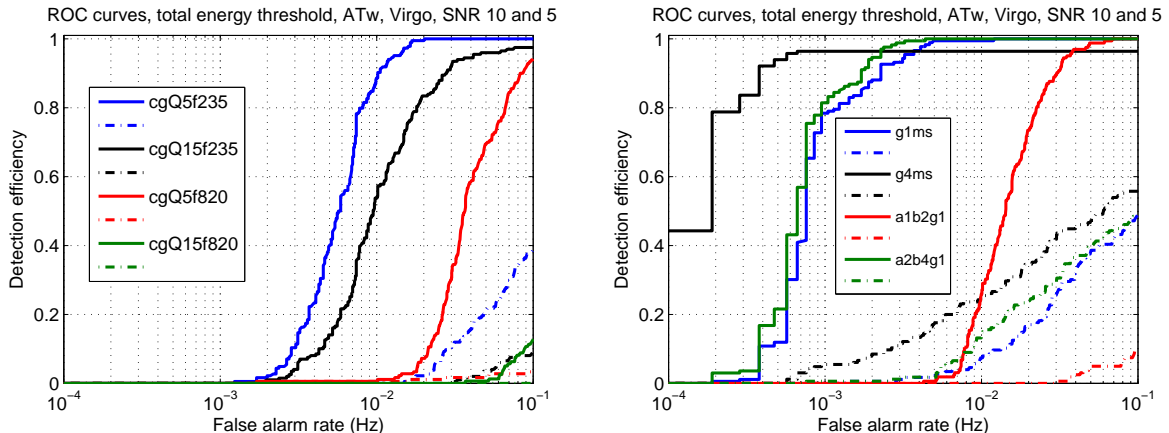 ROC curves, total energy threshold, ATw, Virgo, SNR 10 and 5
Detection efficiency
1
0.8
0.6
0.4
0.2
0
cgQ5f235
cgQ15f235
cgQ5f820
cgQ15f820
10⁻⁴
10⁻³
10⁻²
10⁻¹
False alarm rate (Hz)
ROC curves, total energy threshold, ATw, Virgo, SNR 10 and 5
Detection efficiency
1
0.8
0.6
0.4
0.2
0
g1ms
g4ms
a1b2g1
a2b4g1
10⁻⁴
10⁻³
10⁻²
10⁻¹
False alarm rate (Hz)